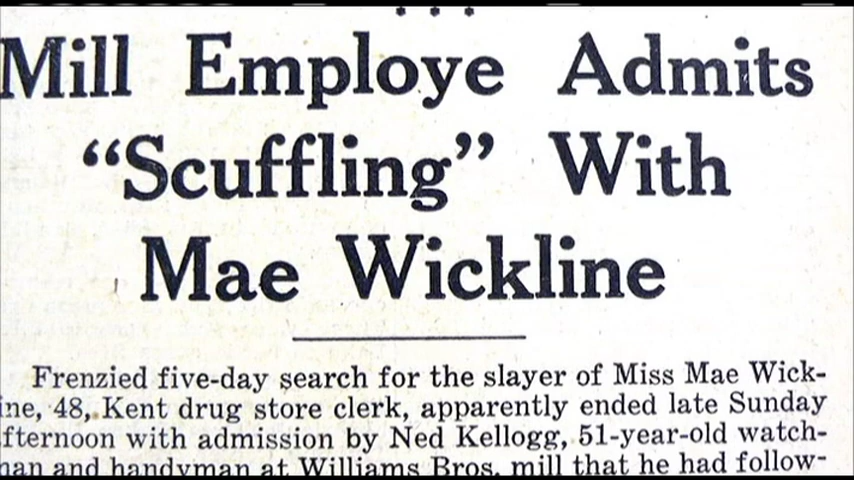 Mill Employe Admits
“Scuffling” With
Mae Wickline
Frenzied five-day search for the slayer of Miss Mae Wick-
ine, 48, Kent drug store clerk, apparently ended late Sunday
fternoon with admission by Ned Kellogg, 51-year-old watch-
nan and handyman at Williams Bros. mill that he had follow-